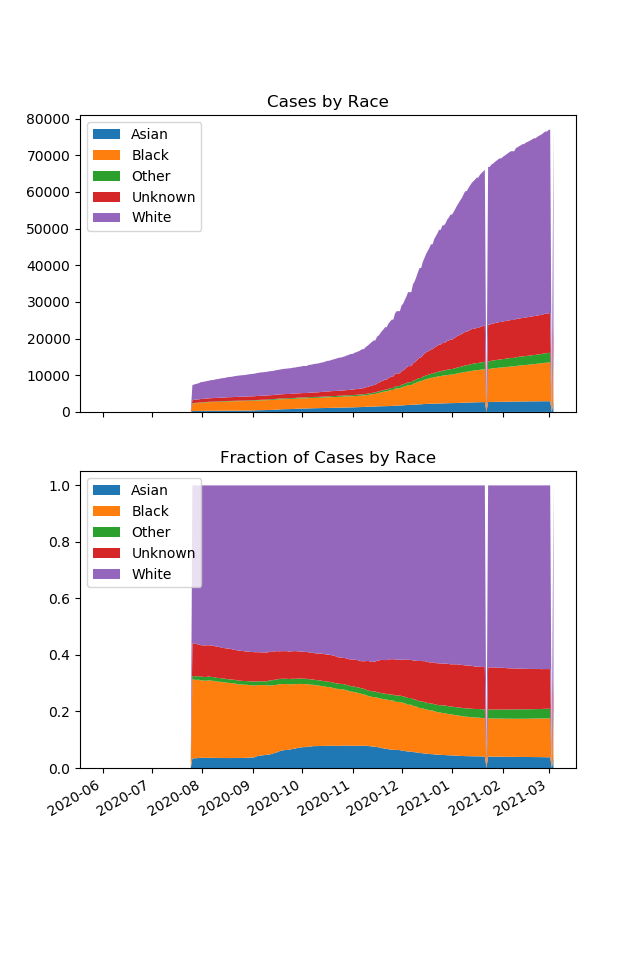 Cases by Race
80000
70000
60000
50000
40000
30000
20000
10000
0
Asian
Black
Other
Unknown
White
Fraction of Cases by Race
1.0
0.8
0.6
0.4
0.2
0.0
Asian
Black
Other
Unknown
White
2020-06
2020-07
2020-08
2020-09
2020-10
2020-11
2020-12
2021-01
2021-02
2021-03